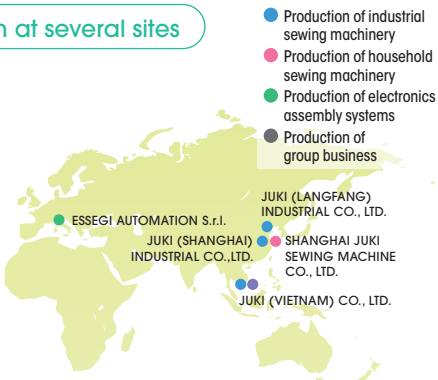 at several sites
Production of industrial
sewing machinery
Production of household
sewing machinery
Production of electronics
assembly systems
Production of
group business
JUKI (LANGFANG)
INDUSTRIAL CO., LTD.
ESSEGI AUTOMATION S.r.l.
JUKI (SHANGHAI)
INDUSTRIAL CO.,LTD.
SHANGHAI JUKI
SEWING MACHINE
CO., LTD.
JUKI (VIETNAM) CO., LTD.